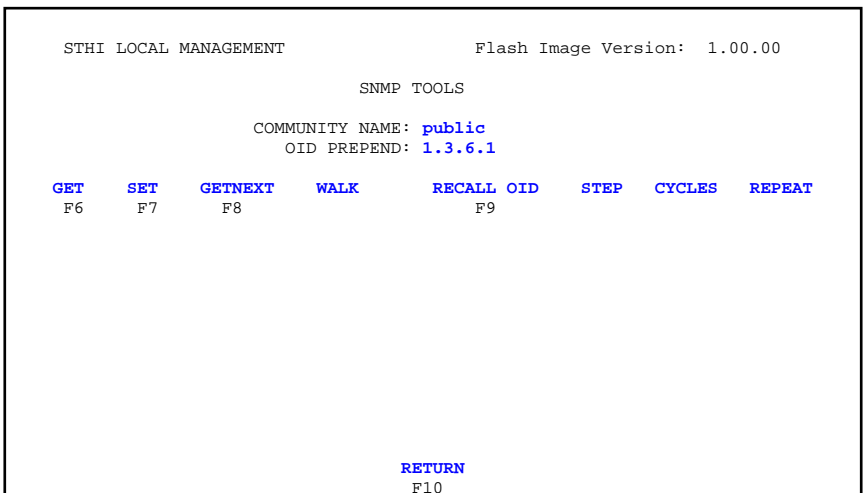 STHI LOCAL MANAGEMENT Flash Image Version: 1.00.00
SNMP TOOLS
COMMUNITY NAME: public
OID PREPEND: 1.3.6.1
GET SET GETNEXT WALK RECALL OID STEP CYCLES REPEAT
F6 F7 F8 F9
RETURN
F10